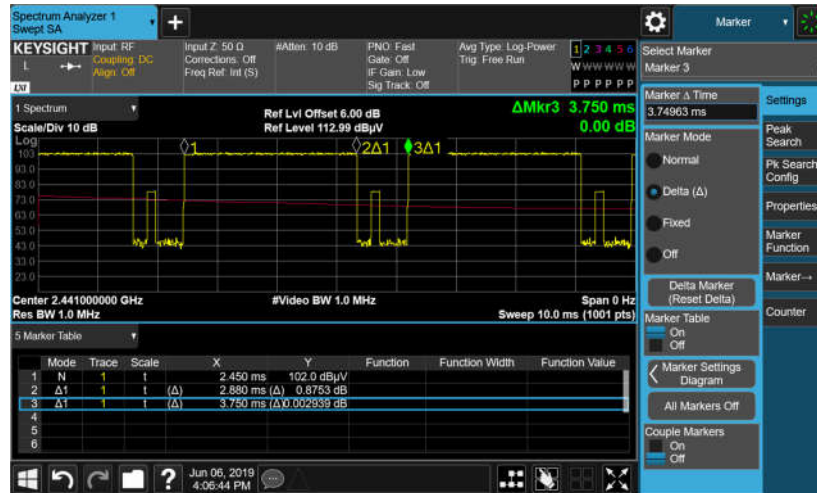 Spectrum Analyzer 1
Swept SA
Marker
KEYSIGHT
L
LXI
Input: RF
Coupling: DC
Align: Off
Input Z: 50 Ω
Corrections: Off
Freq Ref: Int (S)
#Atten: 10 dB
PNO: Fast
Gate: Off
IF Gain: Low
Sig Track: Off
Avg Type: Log-Power
Trig: Free Run
1 2 3 4 5 6
W W W W W W
P P P P P P
Select Marker
Marker 3
1 Spectrum
Scale/Div 10 dB
Ref Lvl Offset 6.00 dB
Ref Level 112.99 dBµV
ΔMkr3 3.750 ms
0.00 dB
Log
103
93.0
83.0
73.0
63.0
53.0
43.0
33.0
23.0
1
2Δ1
3Δ1
Center 2.441000000 GHz
Res BW 1.0 MHz
#Video BW 1.0 MHz
Span 0 Hz
Sweep 10.0 ms (1001 pts)
5 Marker Table
Mode Trace Scale X Y Function Function Width Function Value
1 N 1 t 2.450 ms 102.0 dBµV
2 Δ1 1 t (Δ) 2.880 ms (Δ) 0.8753 dB
3 Δ1 1 t (Δ) 3.750 ms (Δ) 0.002939 dB
4
5
6
Jun 06, 2019
4:06:44 PM
Marker Δ Time
3.74963 ms
Marker Mode
Normal
Delta (Δ)
Fixed
Off
Delta Marker
(Reset Delta)
Marker Table
On
Off
Marker Settings
Diagram
All Markers Off
Couple Markers
On
Off
Settings
Peak
Search
Pk Search
Config
Properties
Marker
Function
Marker→
Counter